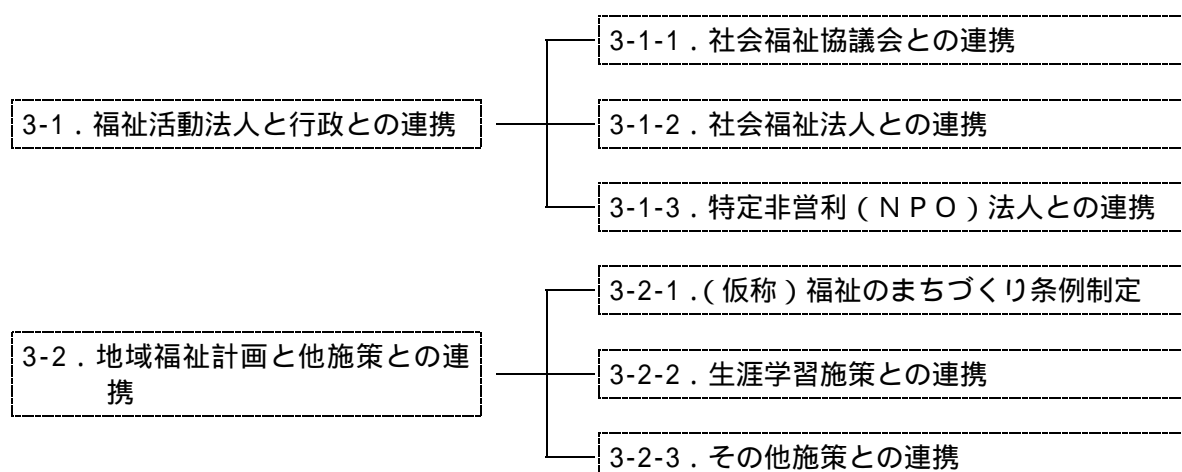 3-1-1．社会福祉協議会との連携
3-1．福祉活動法人と行政との連携
3-1-2．社会福祉法人との連携
3-1-3．特定非営利（ＮＰＯ）法人との連携
3-2-1．（仮称）福祉のまちづくり条例制定
3-2．地域福祉計画と他施策との連
携
3-2-2．生涯学習施策との連携
3-2-3．その他施策との連携